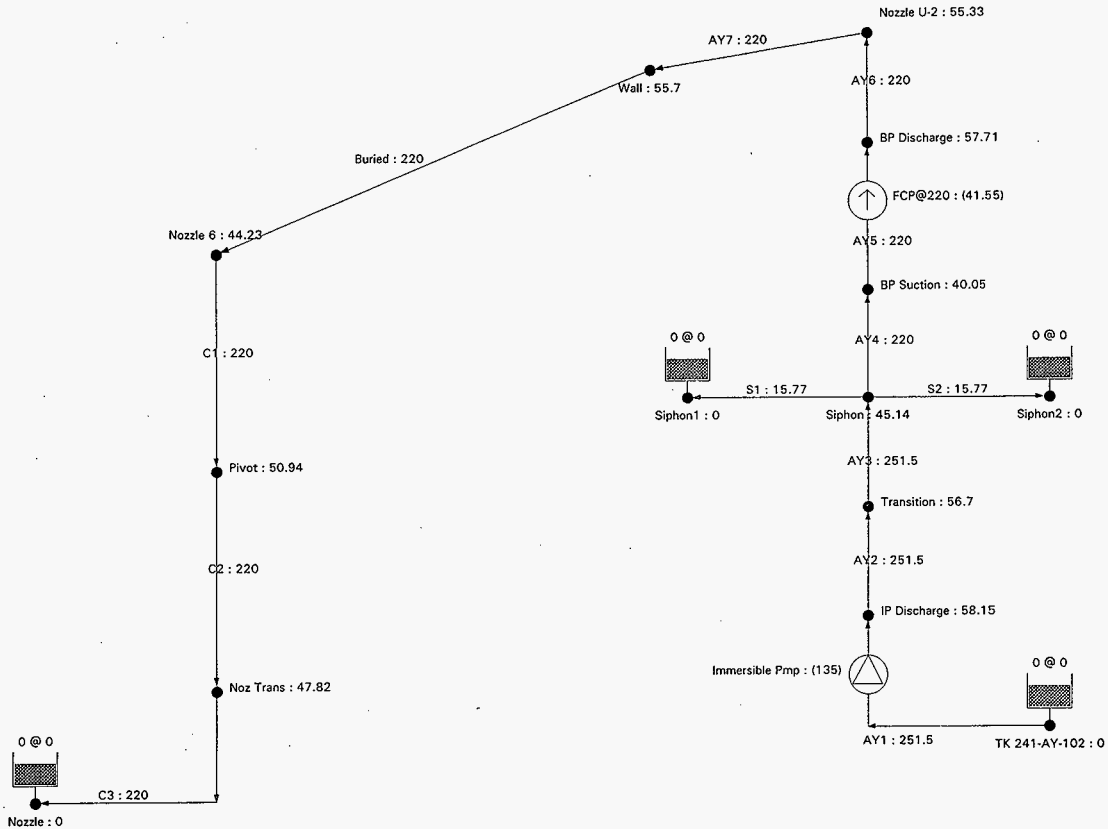 Nozzle U-2 : 55.33
AY7 : 220
Wall : 55.7
AY6 : 220
BP Discharge : 57.71
Buried : 220
FCP@220 : (41.55)
Nozzle 6 : 44.23
AY5 : 220
BP Suction : 40.05
0 @ 0
0 @ 0
C1 : 220
AY4 : 220
S1 : 15.77
S2 : 15.77
Siphon1 : 0
Siphon : 45.14
Siphon2 : 0
Pivot : 50.94
AY3 : 251.5
Transition : 56.7
C2 : 220
AY2 : 251.5
IP Discharge : 58.15
Immersible Pmp : (135)
0 @ 0
Noz Trans : 47.82
0 @ 0
AY1 : 251.5
TK 241-AY-102 : 0
C3 : 220
Nozzle : 0